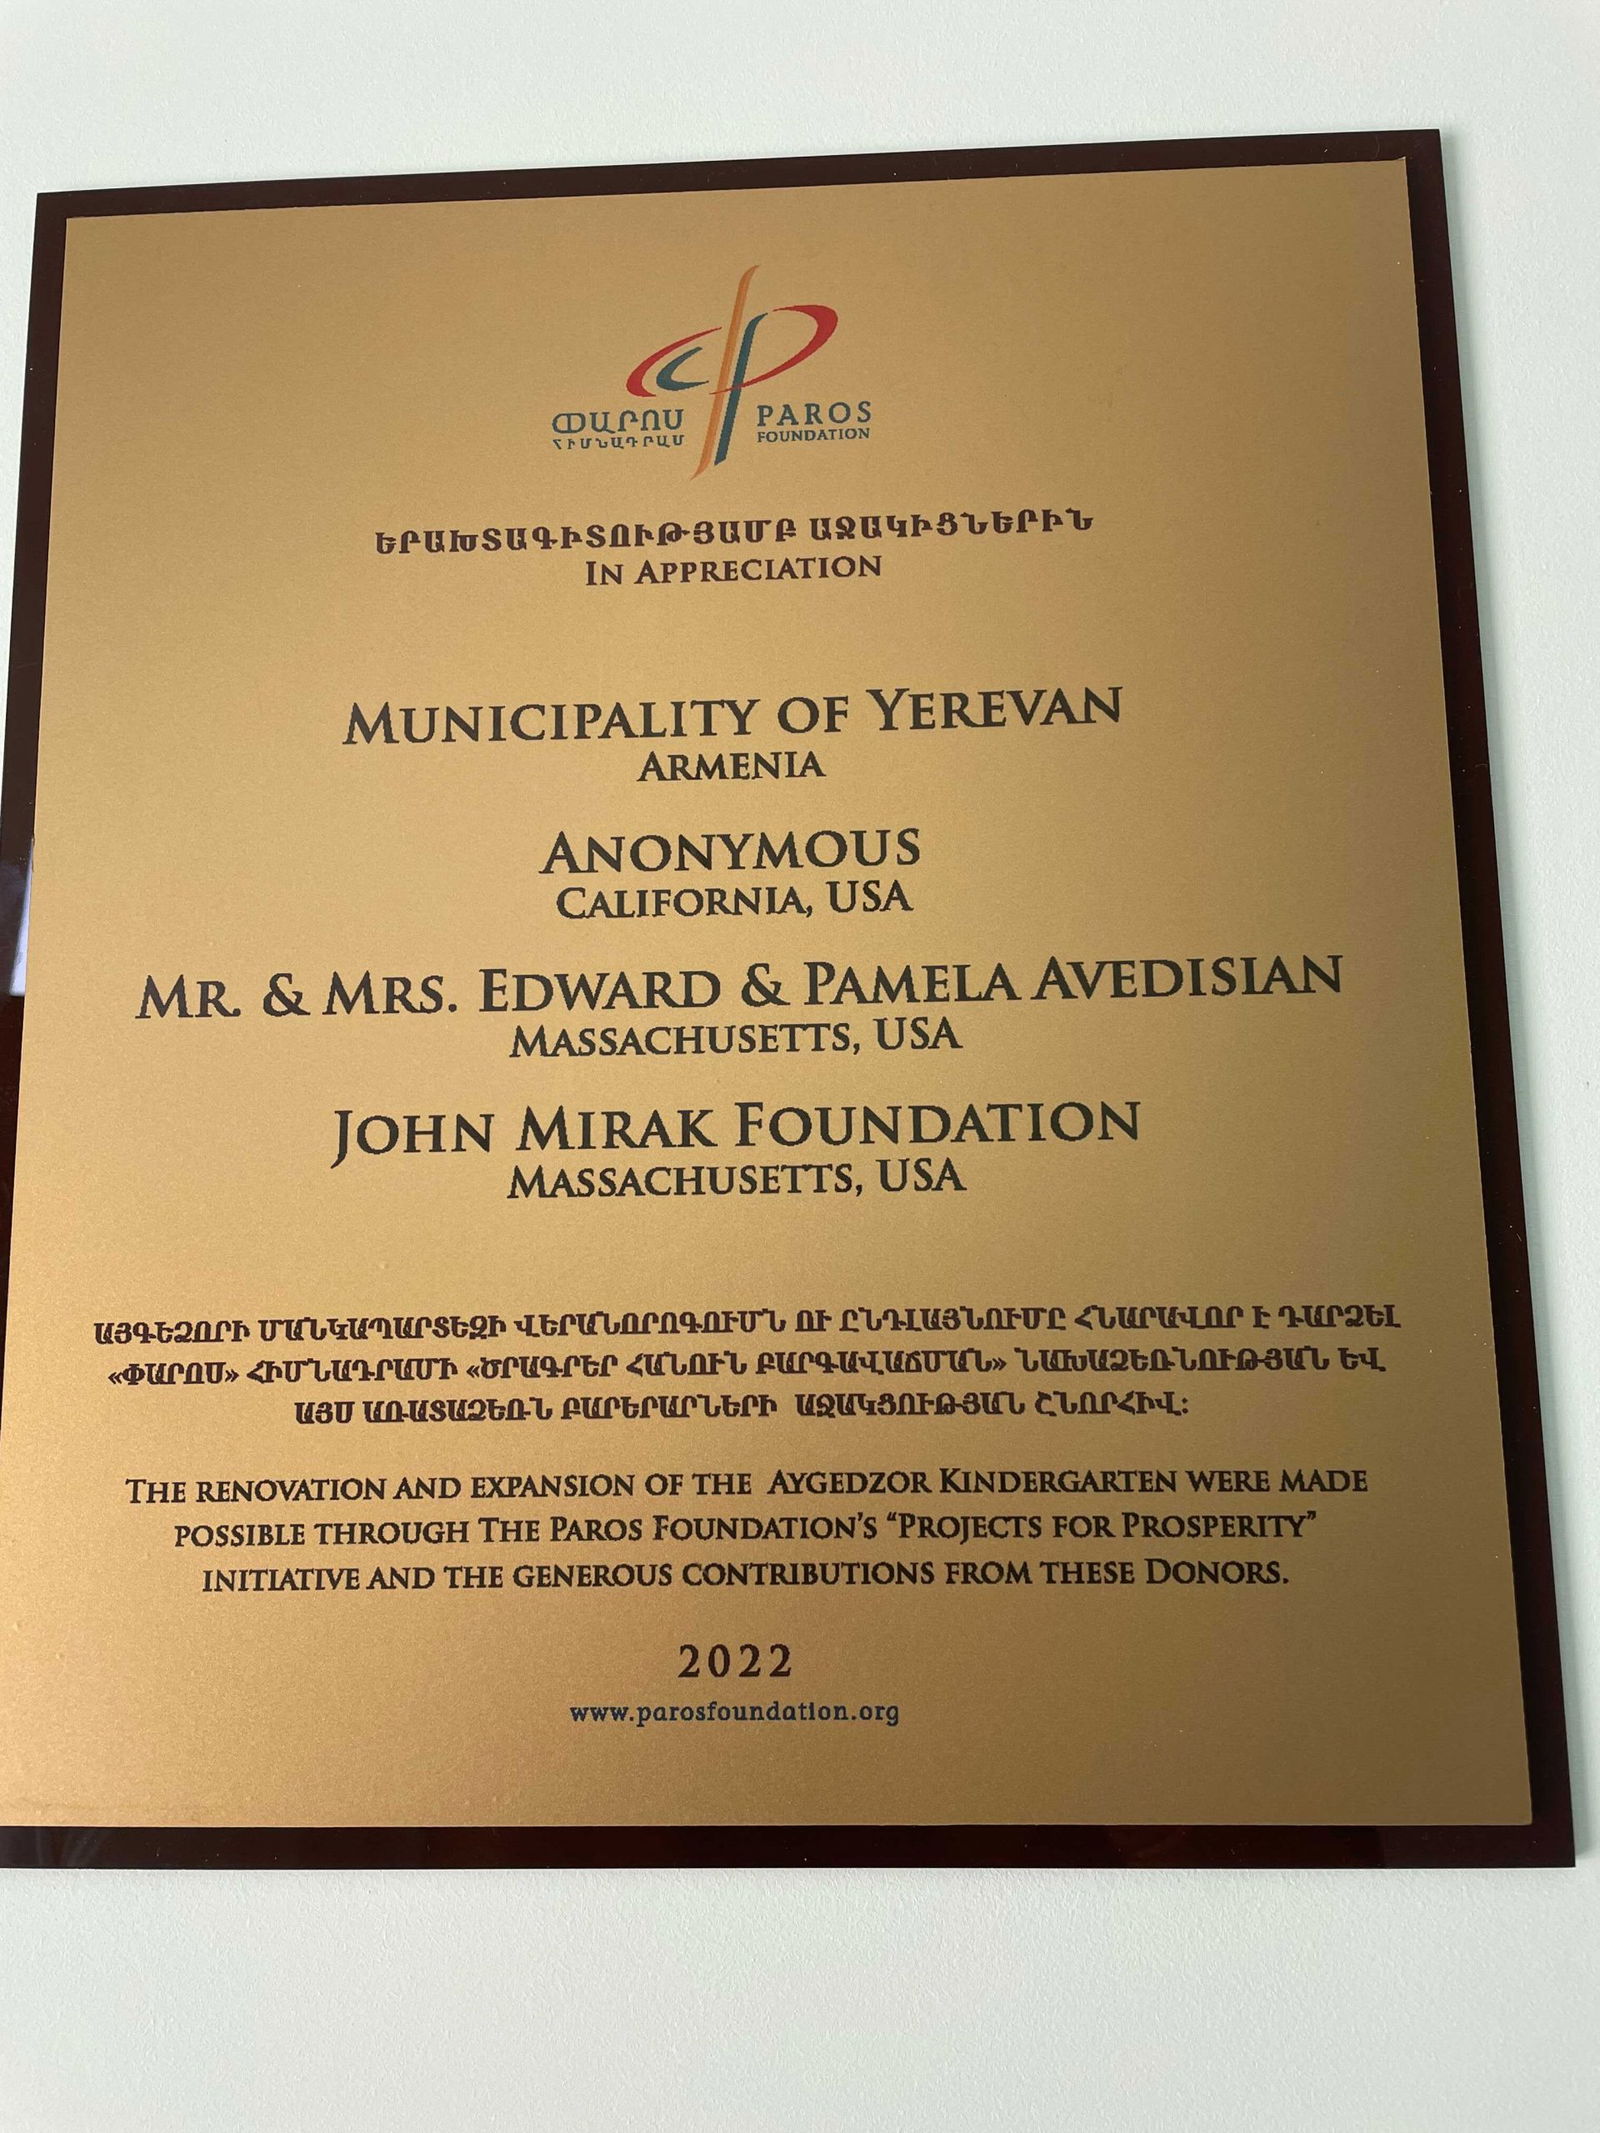 ՓԱՐՈՍ
ՀԻՄՆԱԴՐԱՄ
PAROS
FOUNDATION
ԵՐԱԽՏԱԳԻՏՈՒԹՅԱՄԲ ԱՋԱԿԻՑՆԵՐԻՆ
IN APPRECIATION
MUNICIPALITY OF YEREVAN
ARMENIA
ANONYMOUS
CALIFORNIA, USA
MR. & MRS. EDWARD & PAMELA AVEDISIAN
MASSACHUSETTS, USA
JOHN MIRAK FOUNDATION
MASSACHUSETTS, USA
ԱՅԳԵՁՈՐԻ ՄԱՆԿԱՊԱՐՏԵԶԻ ՎԵՐԱՆՈՐՈԳՈՒՄՆ ՈՒ ԸՆԴԼԱՅՆՈՒՄԸ ՀՆԱՐԱՎՈՐ Է ԴԱՐՁԵԼ
«ՓԱՐՈՍ» ՀԻՄՆԱԴՐԱՄԻ «ԾՐԱԳՐԵՐ ՀԱՆՈՒՆ ԲԱՐԳԱՎԱՃՄԱՆ» ՆԱԽԱՁԵՌՆՈՒԹՅԱՆ ԵՎ
ԱՅՍ ԱՌԱՏԱՁԵՌՆ ԲԱՐԵՐԱՐՆԵՐԻ ԱՋԱԿՑՈՒԹՅԱՆ ՇՆՈՐՀԻՎ:
THE RENOVATION AND EXPANSION OF THE AYGEDZOR KINDERGARTEN WERE MADE
POSSIBLE THROUGH THE PAROS FOUNDATION'S "PROJECTS FOR PROSPERITY"
INITIATIVE AND THE GENEROUS CONTRIBUTIONS FROM THESE DONORS.
2022
www.parosfoundation.org